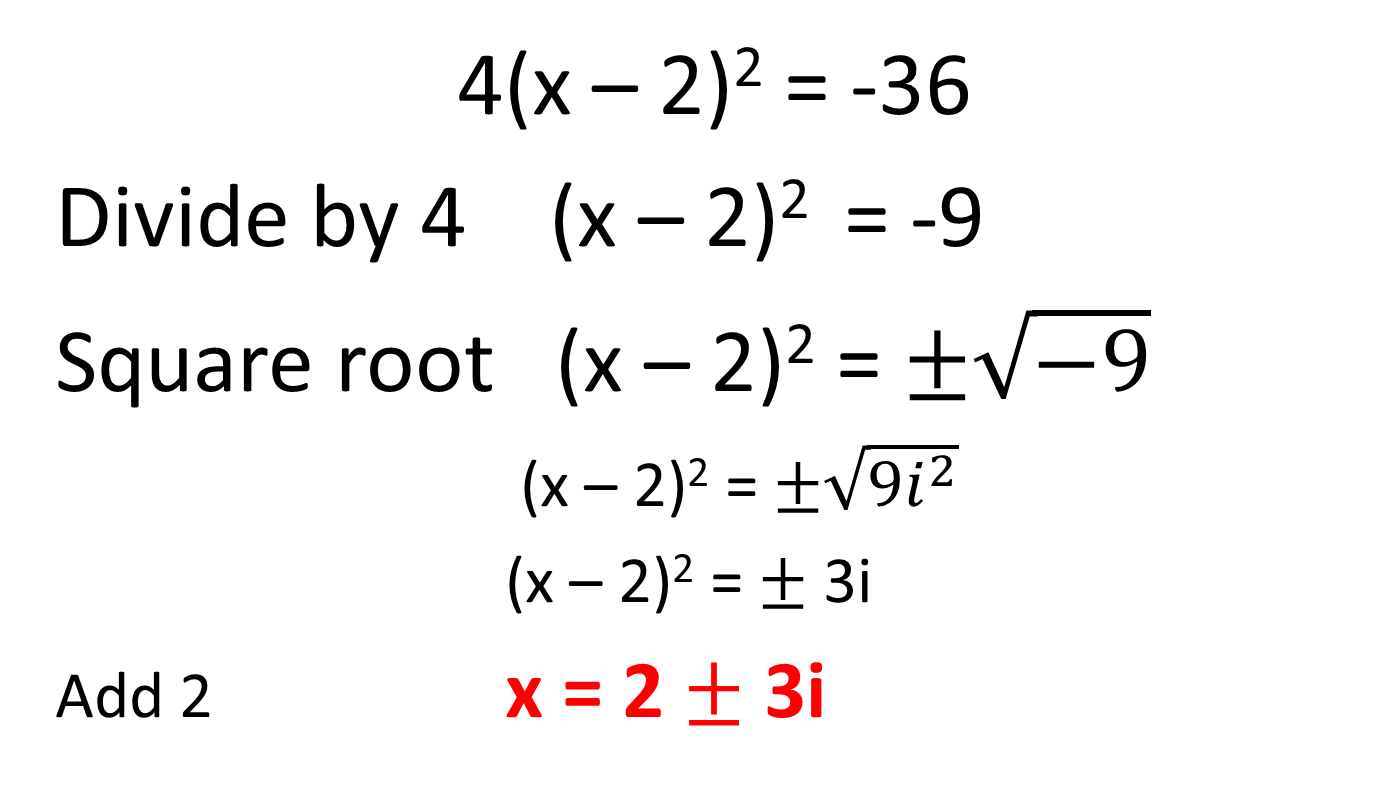 4(x – 2)² = -36
Divide by 4 (x – 2)² = -9
Square root (x – 2)² = ±√−9
(x – 2)² = ±√9i²
(x – 2)² = ± 3i
Add 2 x = 2 ± 3i